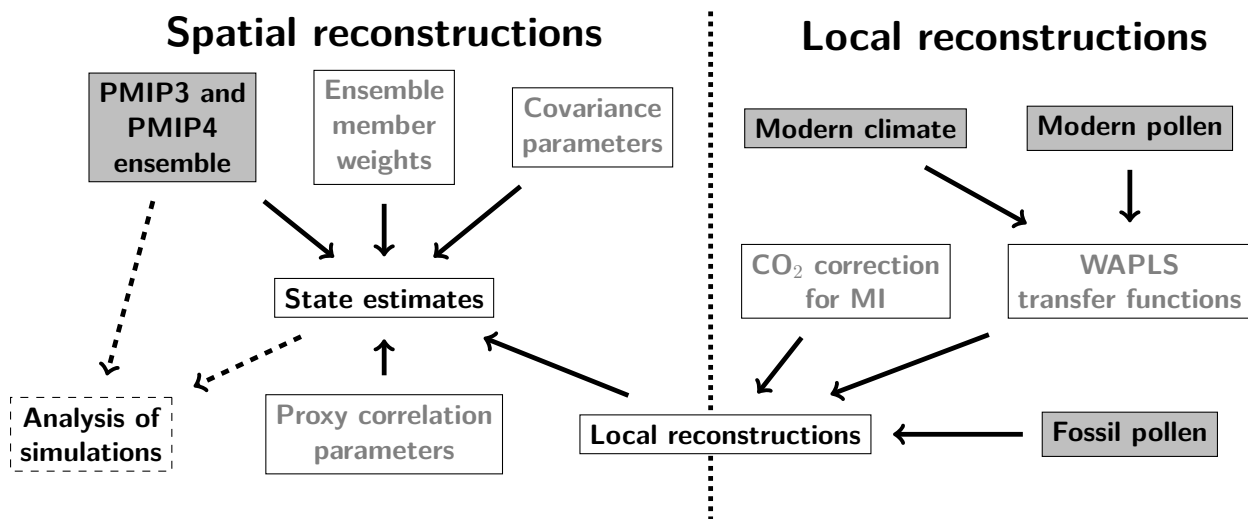 Spatial reconstructions
Local reconstructions
PMIP3 and
PMIP4
ensemble
Ensemble
member
weights
Covariance
parameters
Modern climate
Modern pollen
State estimates
CO₂ correction
for MI
WAPLS
transfer functions
Analysis of
simulations
Proxy correlation
parameters
Local reconstructions
Fossil pollen